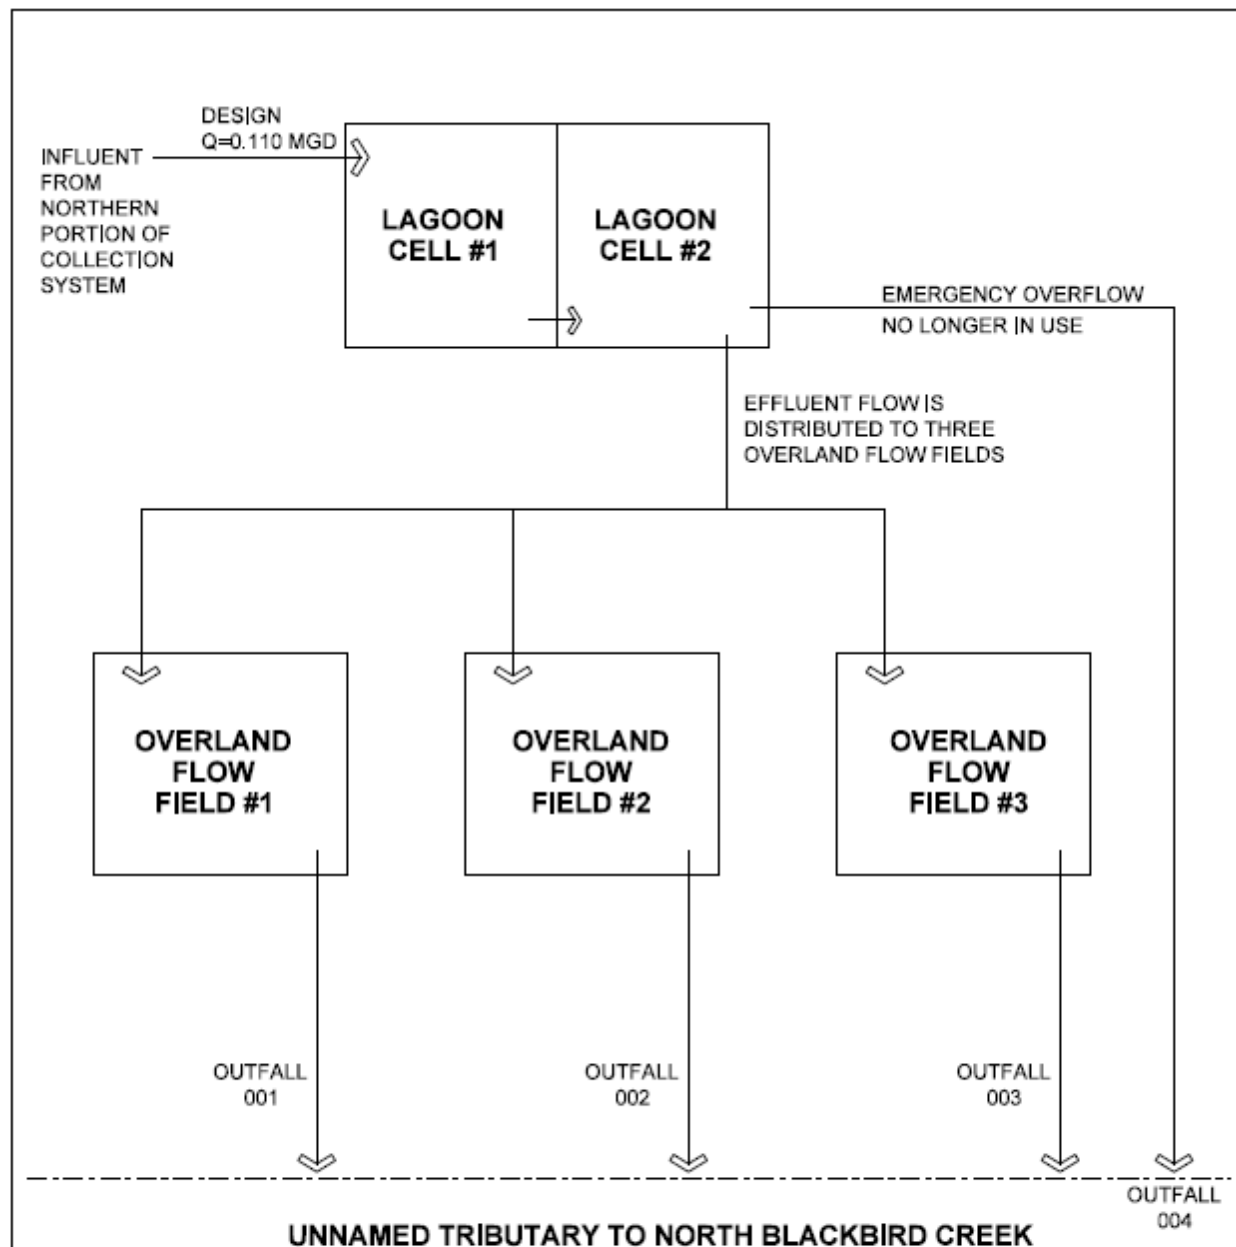 DESIGN
Q=0.110 MGD
INFLUENT
FROM
NORTHERN
PORTION OF
COLLECTION
SYSTEM
LAGOON
CELL #1
LAGOON
CELL #2
EMERGENCY OVERFLOW
NO LONGER IN USE
EFFLUENT FLOW IS
DISTRIBUTED TO THREE
OVERLAND FLOW FIELDS
OVERLAND
FLOW
FIELD #1
OVERLAND
FLOW
FIELD #2
OVERLAND
FLOW
FIELD #3
OUTFALL
001
OUTFALL
002
OUTFALL
003
OUTFALL
004
UNNAMED TRIBUTARY TO NORTH BLACKBIRD CREEK